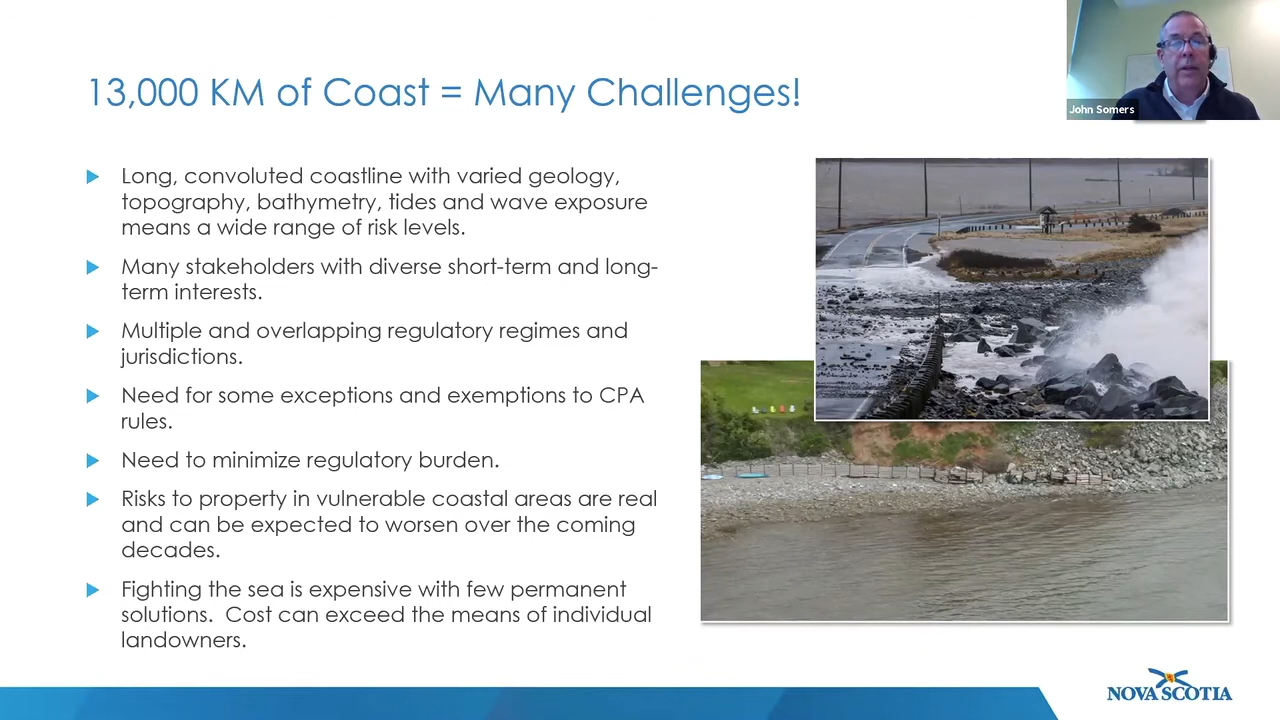 13,000 KM of Coast = Many Challenges!
John Somers
Long, convoluted coastline with varied geology,
topography, bathymetry, tides and wave exposure
means a wide range of risk levels.
Many stakeholders with diverse short-term and long-
term interests.
Multiple and overlapping regulatory regimes and
jurisdictions.
Need for some exceptions and exemptions to CPA
rules.
Need to minimize regulatory burden.
Risks to property in vulnerable coastal areas are real
and can be expected to worsen over the coming
decades.
Fighting the sea is expensive with few permanent
solutions.  Cost can exceed the means of individual
landowners.
NOVA SCOTIA